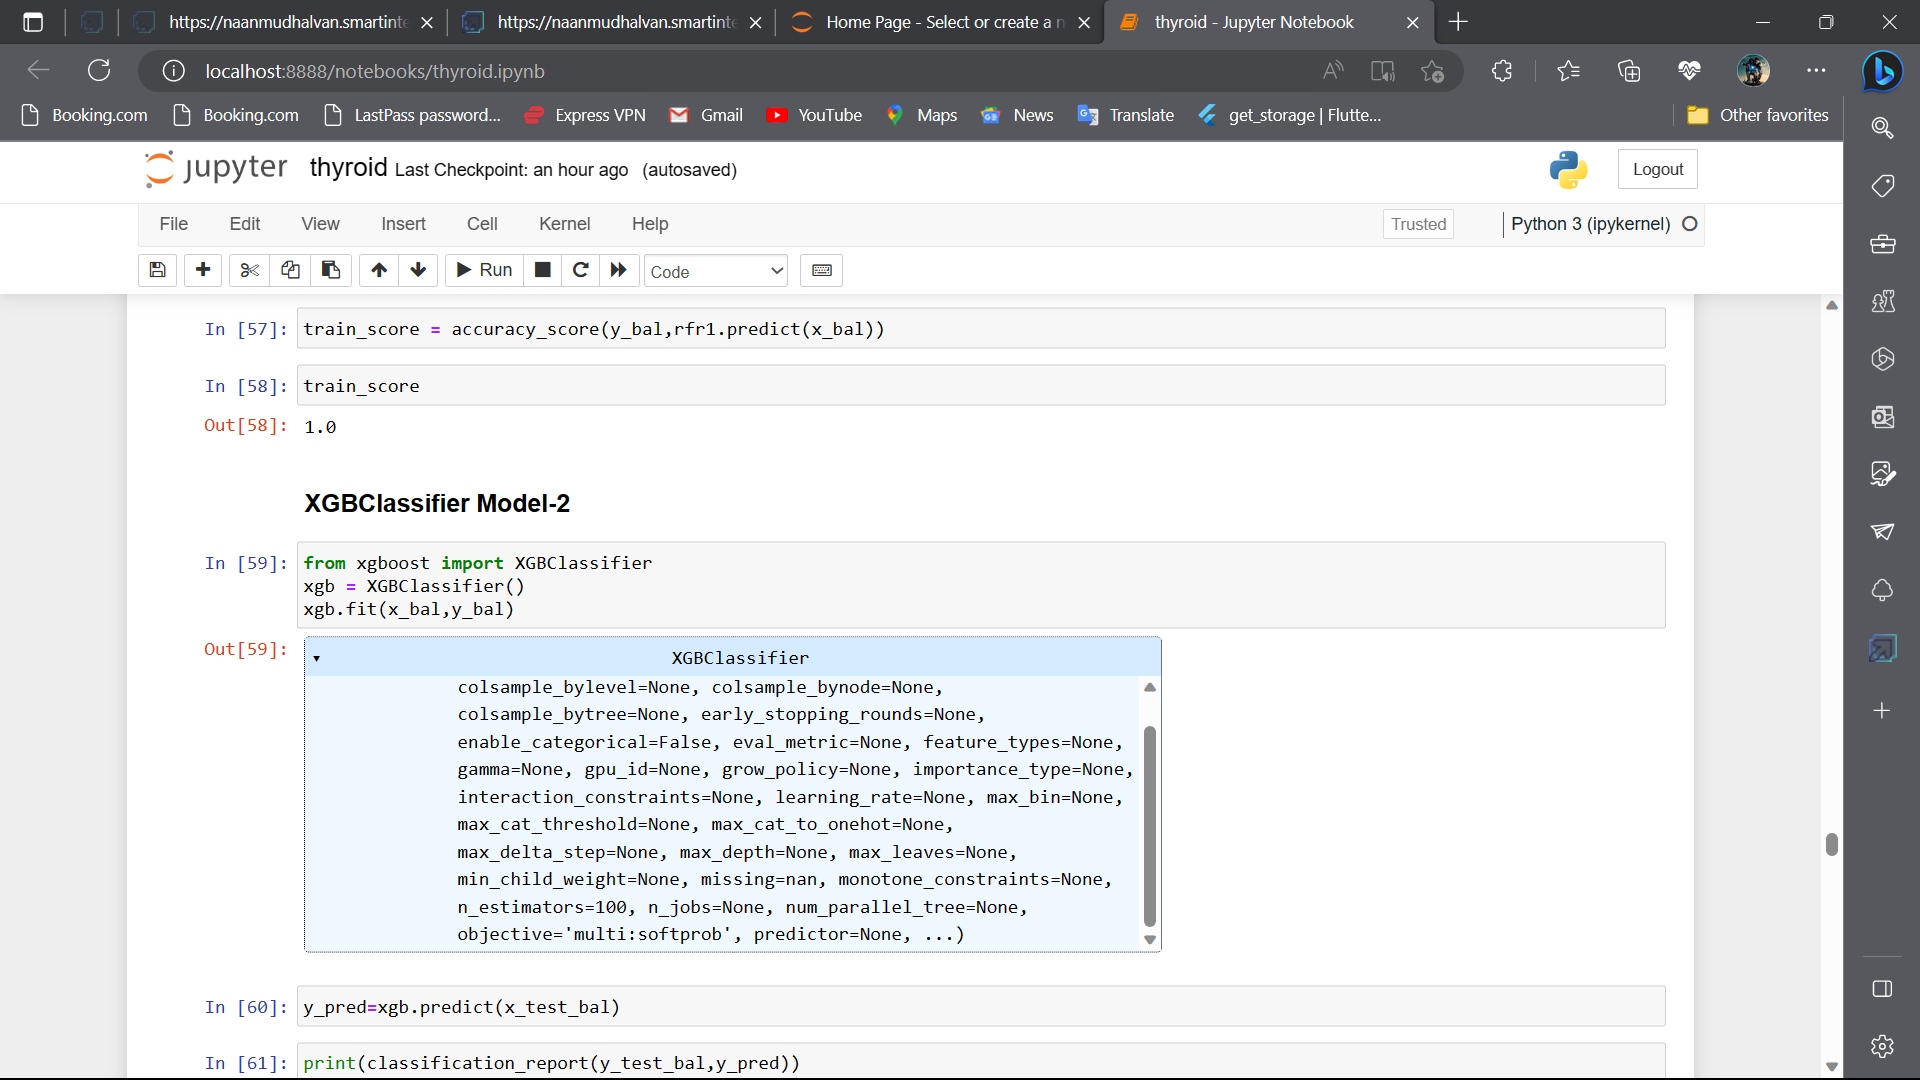 https://naanmudhalvan.smartinte
https://naanmudhalvan.smartinte
Home Page - Select or create a n
thyroid - Jupyter Notebook
localhost:8888/notebooks/thyroid.ipynb
Booking.com
Booking.com
LastPass password...
Express VPN
Gmail
YouTube
Maps
News
Translate
get_storage | Flutte...
Other favorites
jupyter
thyroid Last Checkpoint: an hour ago (autosaved)
Logout
File Edit View Insert Cell Kernel Help
Trusted
Python 3 (ipykernel)
Run
Code
In [57]: train_score = accuracy_score(y_bal,rfr1.predict(x_bal))
In [58]: train_score
Out[58]: 1.0
XGBClassifier Model-2
In [59]: from xgboost import XGBClassifier
xgb = XGBClassifier()
xgb.fit(x_bal,y_bal)
Out[59]: XGBClassifier
colsample_bylevel=None, colsample_bynode=None,
colsample_bytree=None, early_stopping_rounds=None,
enable_categorical=False, eval_metric=None, feature_types=None,
gamma=None, gpu_id=None, grow_policy=None, importance_type=None,
interaction_constraints=None, learning_rate=None, max_bin=None,
max_cat_threshold=None, max_cat_to_onehot=None,
max_delta_step=None, max_depth=None, max_leaves=None,
min_child_weight=None, missing=nan, monotone_constraints=None,
n_estimators=100, n_jobs=None, num_parallel_tree=None,
objective='multi:softprob', predictor=None, ...)
In [60]: y_pred=xgb.predict(x_test_bal)
In [61]: print(classification_report(y_test_bal,y_pred))